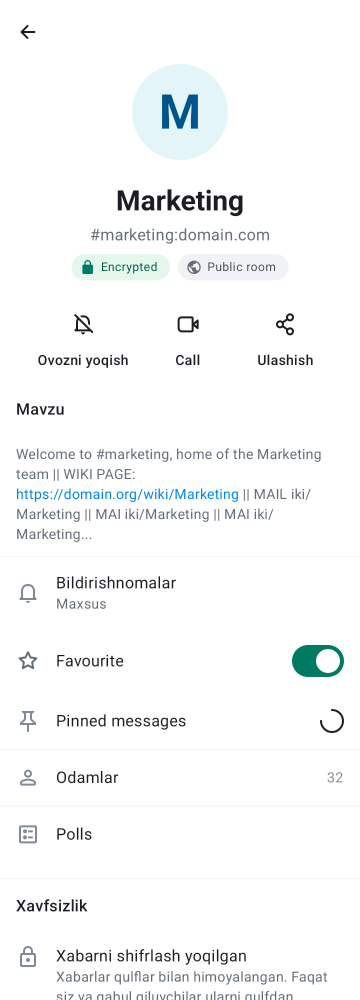 M
Marketing
#marketing:domain.com
Encrypted
Public room
Ovozni yoqish
Call
Ulashish
Mavzu
Welcome to #marketing, home of the Marketing
team || WIKI PAGE:
https://domain.org/wiki/Marketing || MAIL iki/
Marketing || MAI iki/Marketing || MAI iki/
Marketing...
Bildirishnomalar
Maxsus
Favourite
Pinned messages
Odamlar
32
Polls
Xavfsizlik
Xabarni shifrlash yoqilgan
Xabarlar qulflar bilan himoyalangan. Faqat
siz va qabul qiluvchilar ularni qulfdan